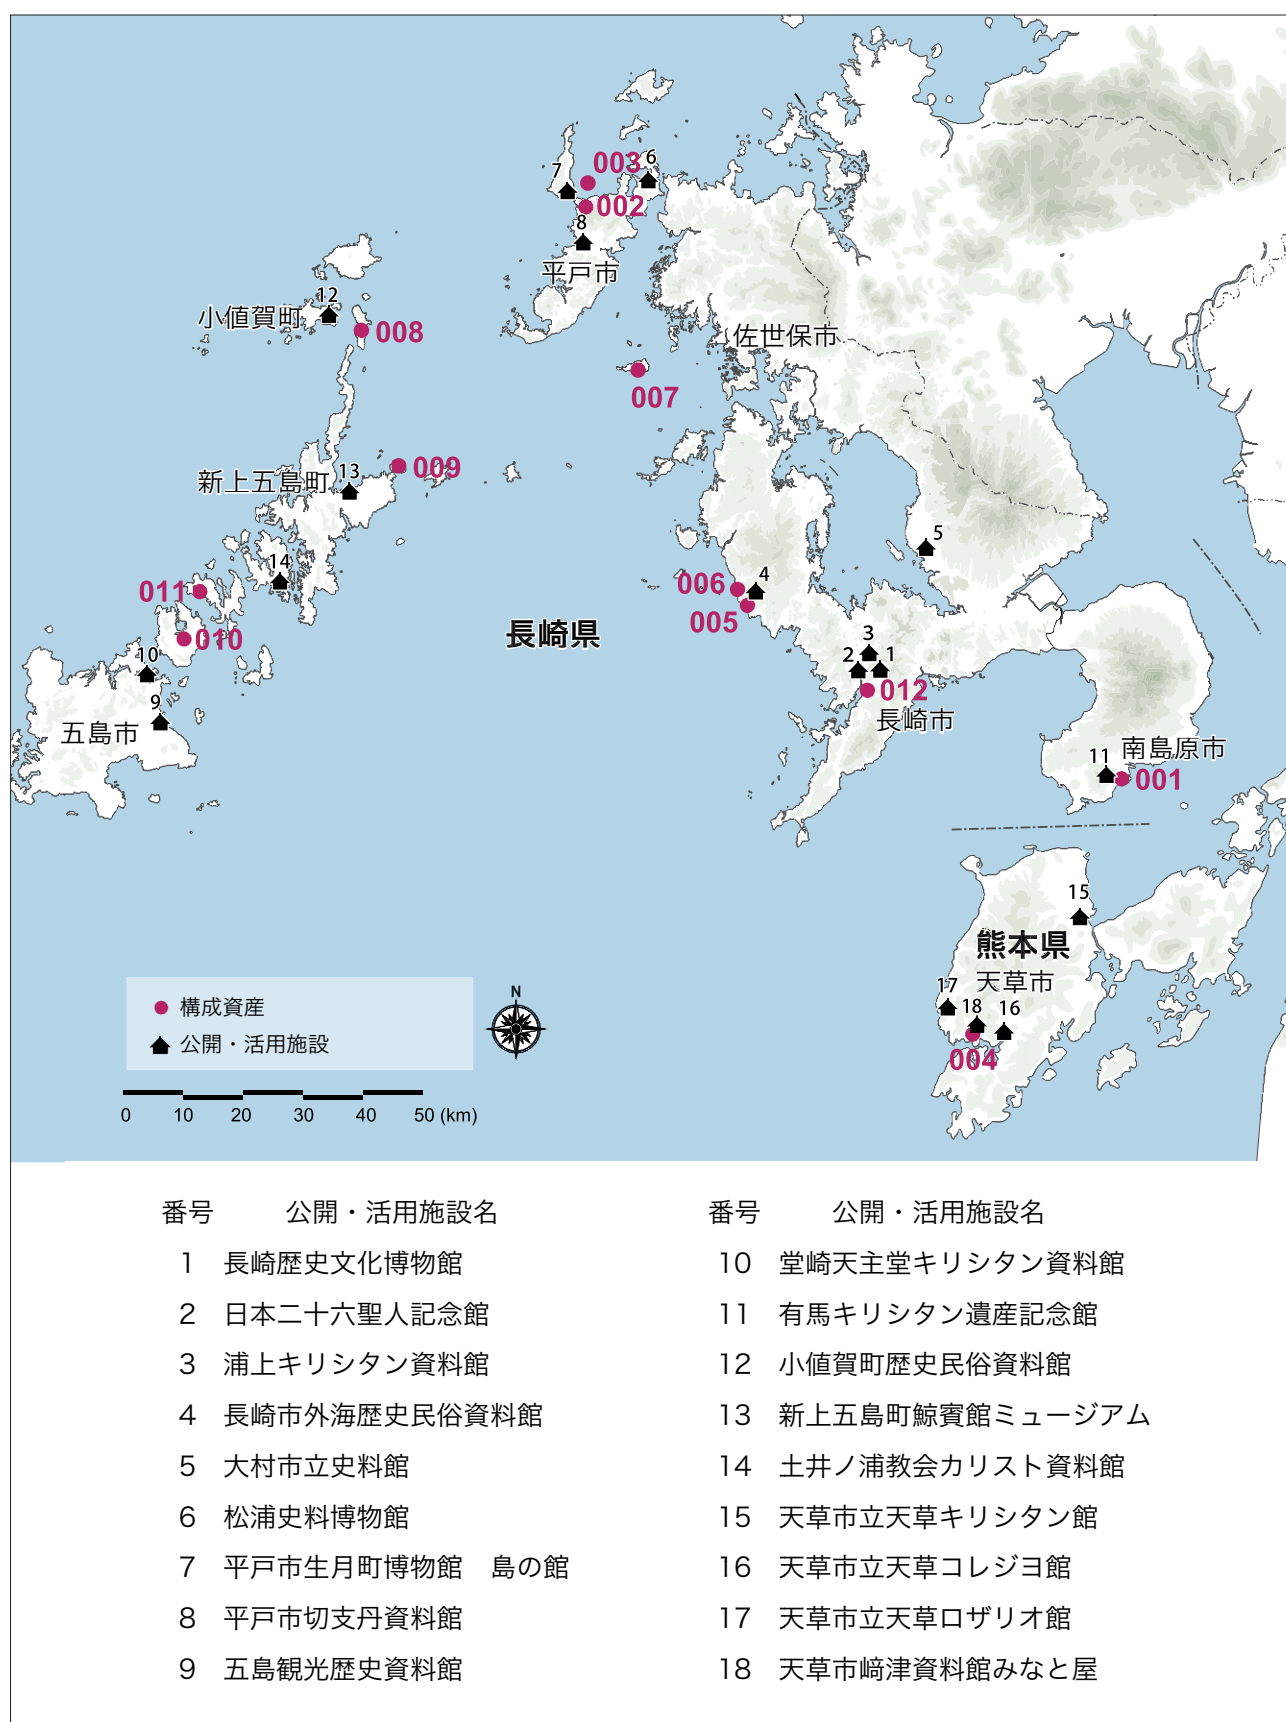 003
6
7
002
8
平戸市
12
小値賀町
008
佐世保市
007
009
13
新上五島町
5
14
006
4
011
005
長崎県
010
3
10
2
1
012
9
長崎市
五島市
南島原市
11
001
15
熊本県
天草市
17
18
16
004
構成資産
公開・活用施設
N
0 10 20 30 40 50 (km)
番号 公開・活用施設名
1 長崎歴史文化博物館
2 日本二十六聖人記念館
3 浦上キリシタン資料館
4 長崎市外海歴史民俗資料館
5 大村市立史料館
6 松浦史料博物館
7 平戸市生月町博物館　島の館
8 平戸市切支丹資料館
9 五島観光歴史資料館
番号 公開・活用施設名
10 堂崎天主堂キリシタン資料館
11 有馬キリシタン遺産記念館
12 小値賀町歴史民俗資料館
13 新上五島町鯨賓館ミュージアム
14 土井ノ浦教会カリスト資料館
15 天草市立天草キリシタン館
16 天草市立天草コレジヨ館
17 天草市立天草ロザリオ館
18 天草市﨑津資料館みなと屋